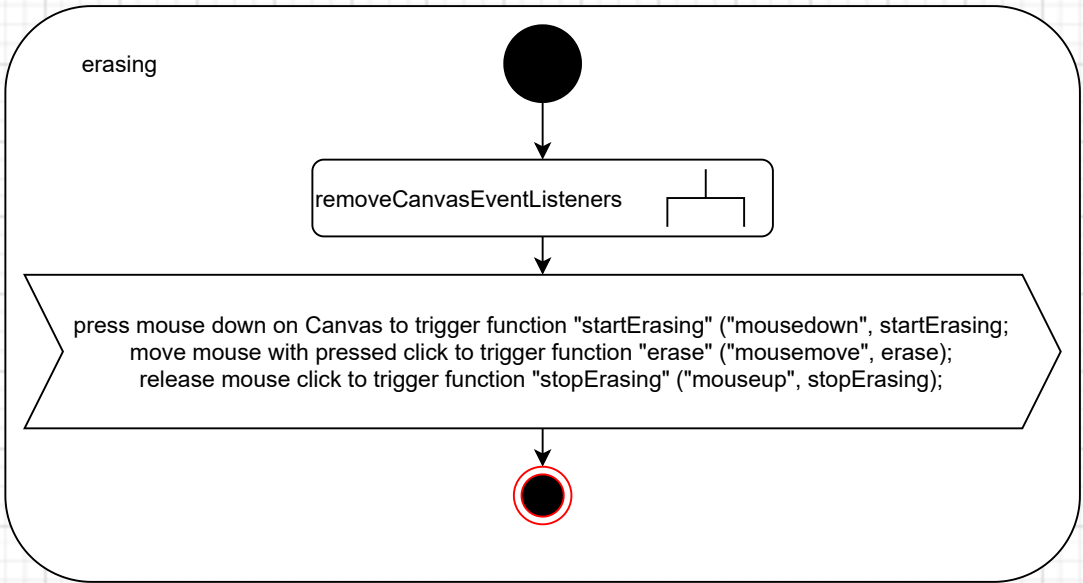 erasing
removeCanvasEventListeners
press mouse down on Canvas to trigger function "startErasing" ("mousedown", startErasing;
move mouse with pressed click to trigger function "erase" ("mousemove", erase);
release mouse click to trigger function "stopErasing" ("mouseup", stopErasing);